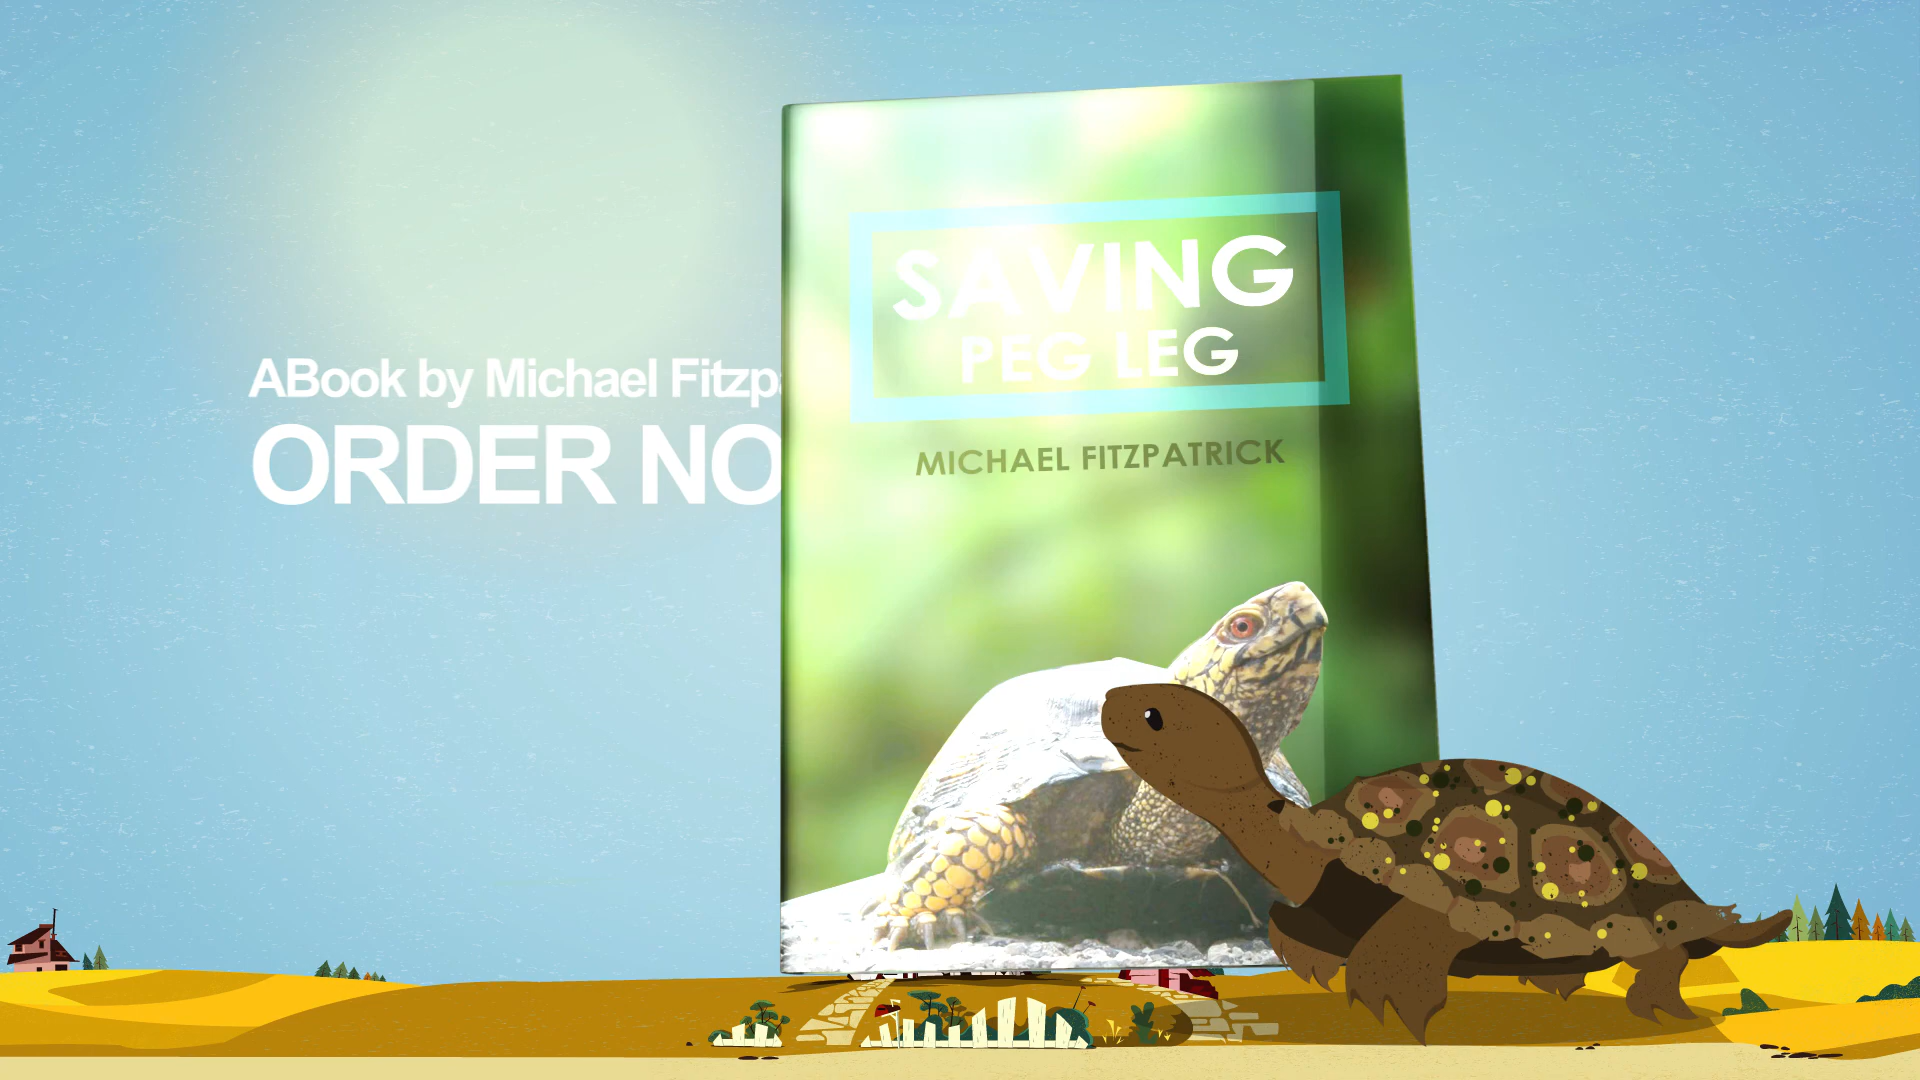 ABook by Michael Fitzp
ORDER NO
SAVING
PEG LEG
MICHAEL FITZPATRICK